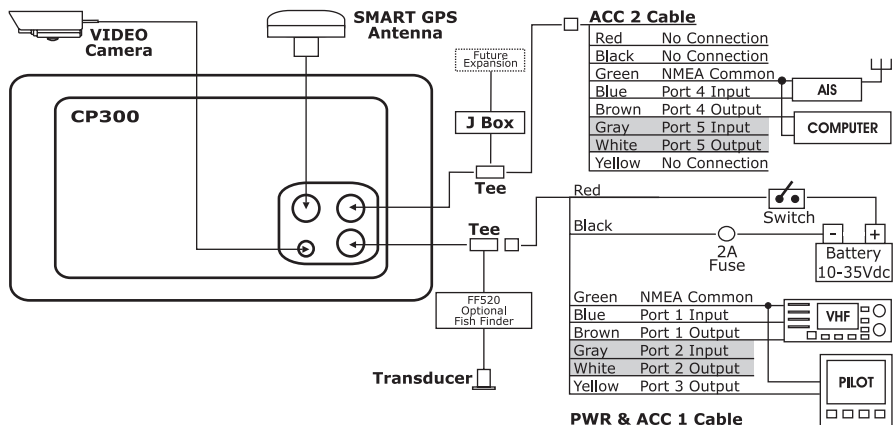 VIDEO
Camera
SMART GPS
Antenna
CP300
Future
Expansion
J Box
Tee
Tee
FF520
Optional
Fish Finder
Transducer
ACC 2 Cable
Red No Connection
Black No Connection
Green NMEA Common
Blue Port 4 Input
Brown Port 4 Output
Gray Port 5 Input
White Port 5 Output
Yellow No Connection
AIS
COMPUTER
Red
Switch
Black
2A
Fuse
- +
Battery
10-35Vdc
Green NMEA Common
Blue Port 1 Input
Brown Port 1 Output
Gray Port 2 Input
White Port 2 Output
Yellow Port 3 Output
VHF
PILOT
PWR & ACC 1 Cable